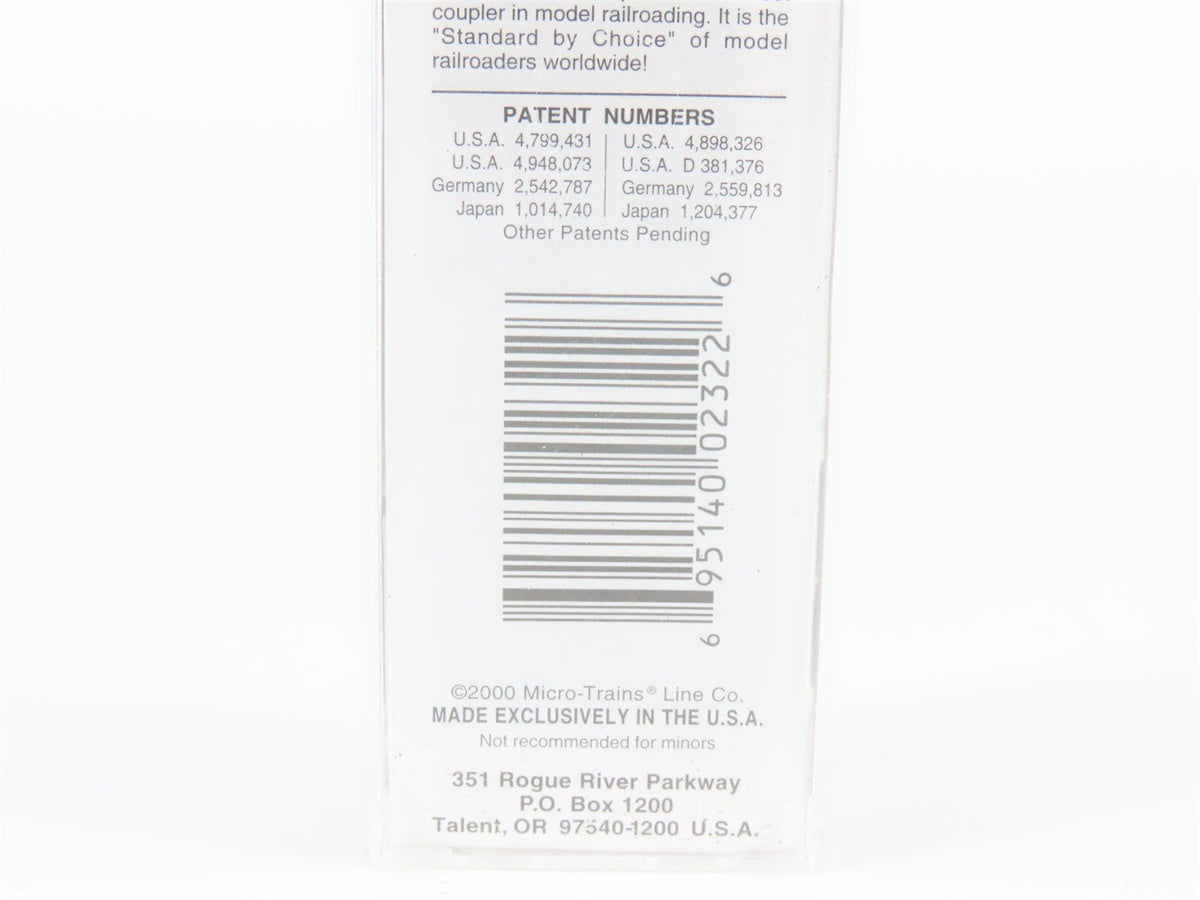 coupler in model railroading. It is the
"Standard by Choice" of model
railroaders worldwide!
PATENT NUMBERS
U.S.A. 4,799,431 | U.S.A. 4,898,326
U.S.A. 4,948,073 | U.S.A. D 381,376
Germany 2,542,787 | Germany 2,559,813
Japan 1,014,740 | Japan 1,204,377
Other Patents Pending
6 95140 02322 6
©2000 Micro-Trains® Line Co.
MADE EXCLUSIVELY IN THE U.S.A.
Not recommended for minors
351 Rogue River Parkway
P.O. Box 1200
Talent, OR 97540-1200 U.S.A.